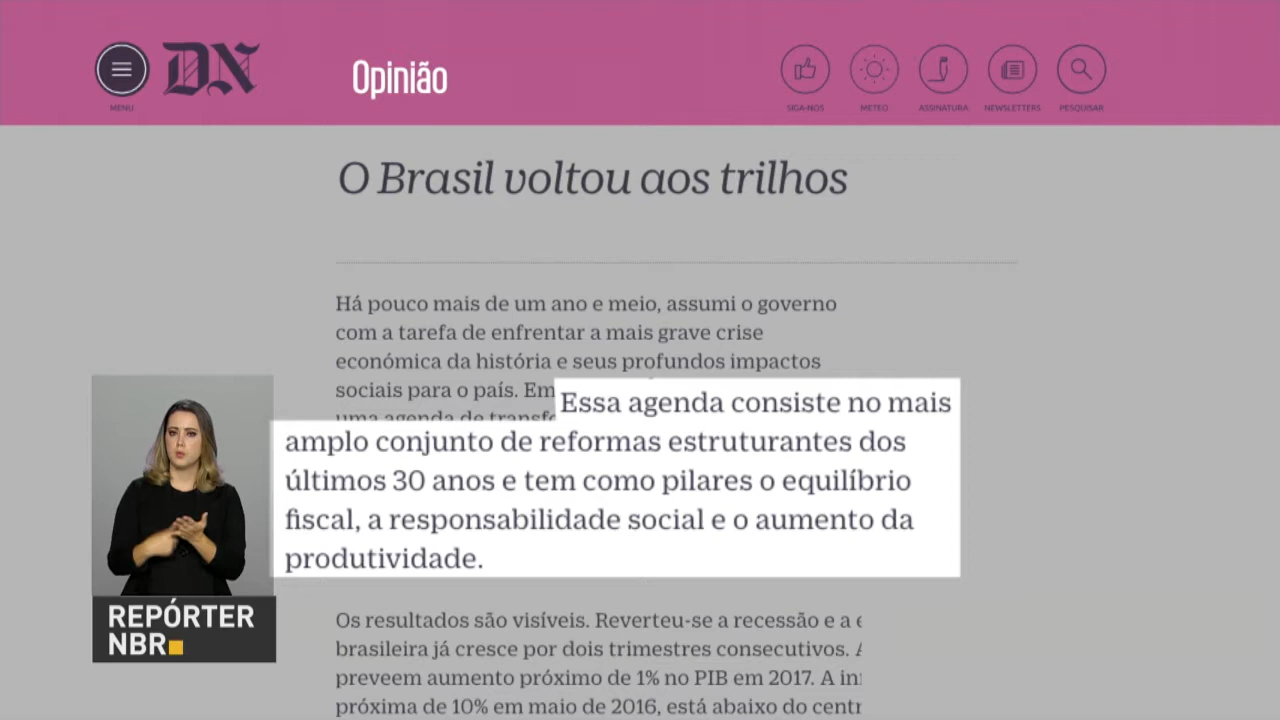 MENU
DN
Opinião
SIGA-NOS
METEO
ASSINATURA
NEWSLETTERS
PESQUISAR
O Brasil voltou aos trilhos
Há pouco mais de um ano e meio, assumi o governo
com a tarefa de enfrentar a mais grave crise
económica da história e seus profundos impactos
sociais para o país. Em
uma agenda de transfo
Essa agenda consiste no mais
amplo conjunto de reformas estruturantes dos
últimos 30 anos e tem como pilares o equilíbrio
fiscal, a responsabilidade social e o aumento da
produtividade.
Os resultados são visíveis. Reverteu-se a recessão e a
brasileira já cresce por dois trimestres consecutivos.
preveem aumento próximo de 1% no PIB em 2017. A
próxima de 10% em maio de 2016, está abaixo do
REPÓRTER
NBR